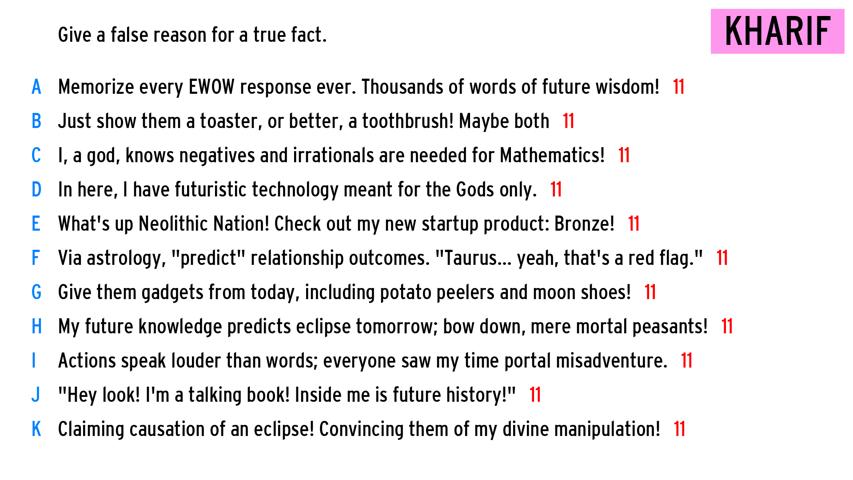 Give a false reason for a true fact.
KHARIF
A Memorize every EWOW response ever. Thousands of words of future wisdom! 11
B Just show them a toaster, or better, a toothbrush! Maybe both 11
C I, a god, knows negatives and irrationals are needed for Mathematics! 11
D In here, I have futuristic technology meant for the Gods only. 11
E What's up Neolithic Nation! Check out my new startup product: Bronze! 11
F Via astrology, "predict" relationship outcomes. "Taurus... yeah, that's a red flag." 11
G Give them gadgets from today, including potato peelers and moon shoes! 11
H My future knowledge predicts eclipse tomorrow; bow down, mere mortal peasants! 11
I Actions speak louder than words; everyone saw my time portal misadventure. 11
J "Hey look! I'm a talking book! Inside me is future history!" 11
K Claiming causation of an eclipse! Convincing them of my divine manipulation! 11